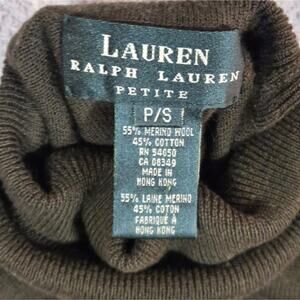 LAUREN
RALPH LAUREN
PETITE
P/S
55% MERINO WOOL
45% COTTON
RN 54050
CA 08349
MADE IN
HONG KONG
55% LAINE MERINO
45% COTON
FABRIQUÉ À
HONG KONG